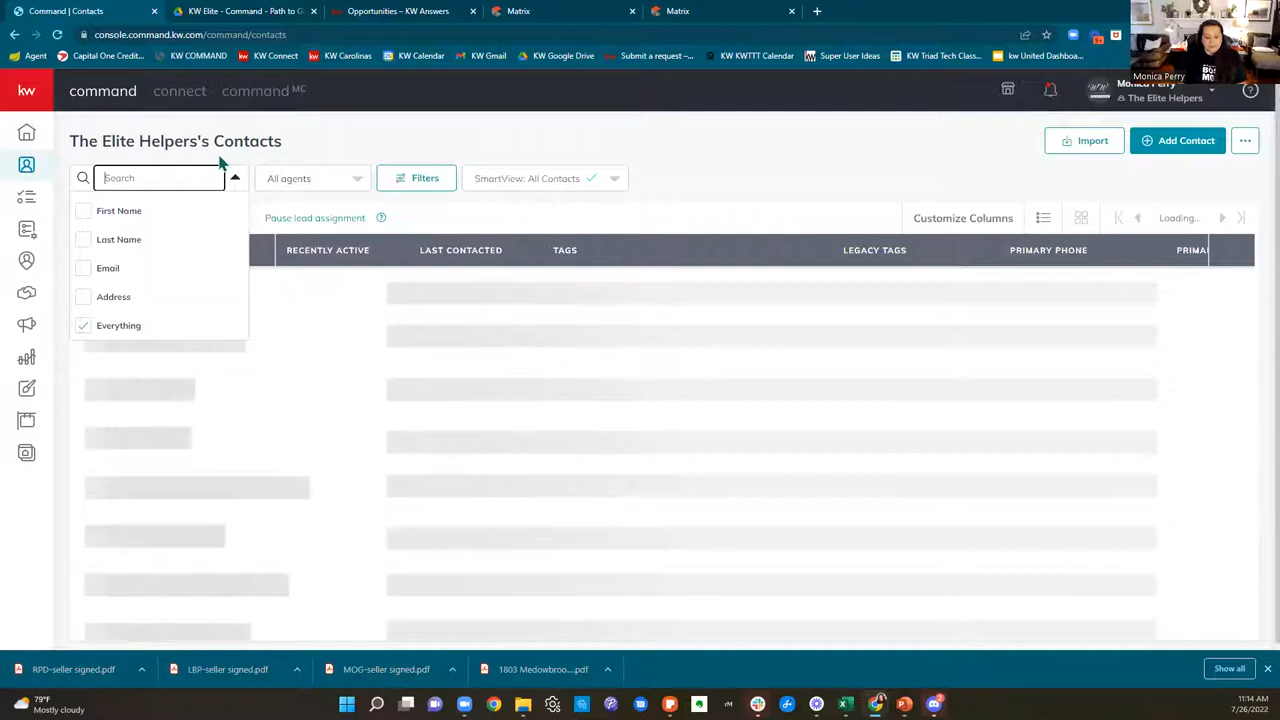 Command | Contacts
KW Elite - Command - Path to G
Opportunities – KW Answers
Matrix
Matrix
console.command.kw.com/command/contacts
Agent
Capital One Credit...
KW COMMAND
KW Connect
KW Carolinas
KW Calendar
KW Gmail
KW Google Drive
Submit a request –...
KW KWTTT Calendar
Super User Ideas
KW Triad Tech Class...
kw United Dashboa...
Monica Perry
kw
command
connect
command MC
Monica Perry
The Elite Helpers
The Elite Helpers's Contacts
Import
Add Contact
Search
All agents
Filters
SmartView: All Contacts
First Name
Last Name
Email
Address
Everything
Pause lead assignment
Customize Columns
Loading...
RECENTLY ACTIVE
LAST CONTACTED
TAGS
LEGACY TAGS
PRIMARY PHONE
PRIMA
RPD-seller signed.pdf
LBP-seller signed.pdf
MOG-seller signed.pdf
1803 Medowbroo....pdf
Show all
79°F
Mostly cloudy
11:14 AM
7/26/2022